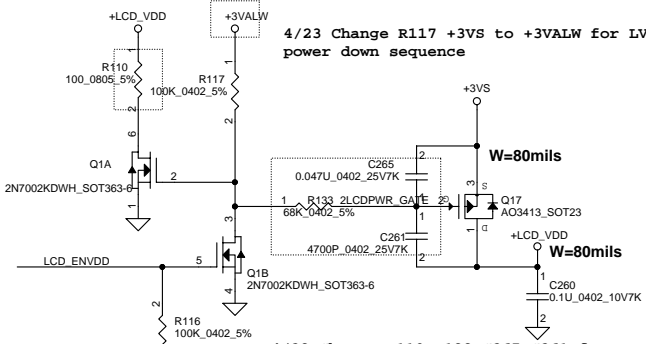 +LCD_VDD
+3VALW
4/23 Change R117 +3VS to +3VALW for LV
power down sequence
1
R110
100_0805_5%
2
1
R117
100K_0402_5%
2
+3VS
W=80mils
6
Q1A
2
2N7002KDWH_SOT363-6
1
2
C265
0.047U_0402_25V7K
1
3
S
1 R133 2 LCDPWR_GATE 2
68K_0402_5%
G
Q17
AO3413_SOT23
1
C261
4700P_0402_25V7K
2
1
D
+LCD_VDD
W=80mils
3
LCD_ENVDD
5
Q1B
2N7002KDWH_SOT363-6
4
1
C260
0.1U_0402_10V7K
2
2
R116
100K_0402_5%